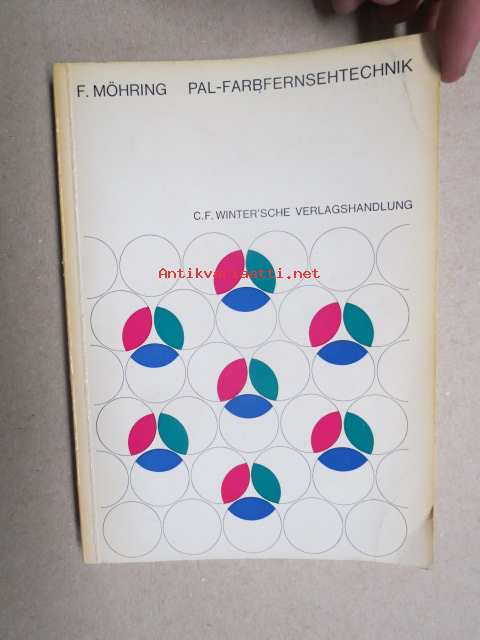 F. MÖHRING PAL-FARBFERNSEHTECHNIK
C.F. WINTER'SCHE VERLAGSHANDLUNG
Antikvariaatti.net